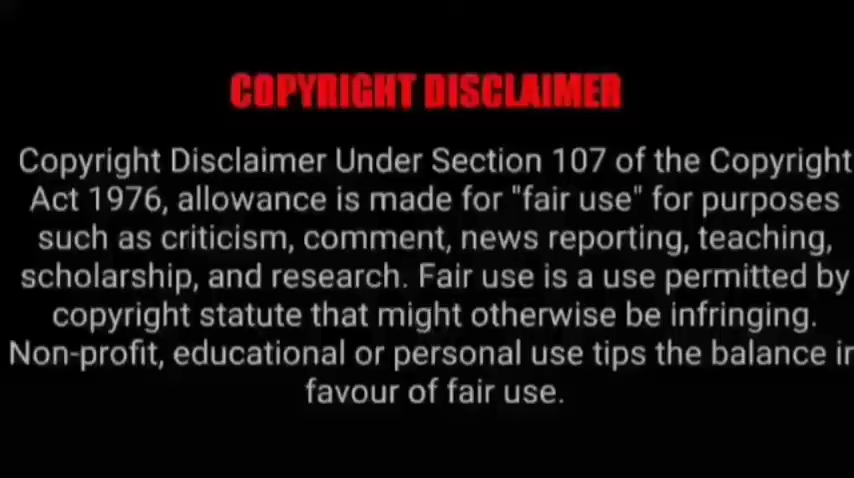 COPYRIGHT DISCLAIMER
Copyright Disclaimer Under Section 107 of the Copyright
Act 1976, allowance is made for "fair use" for purposes
such as criticism, comment, news reporting, teaching,
scholarship, and research. Fair use is a use permitted by
copyright statute that might otherwise be infringing.
Non-profit, educational or personal use tips the balance in
favour of fair use.